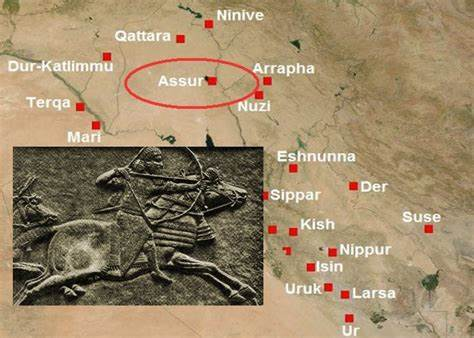 Ninive
Qattara
Dur-Katlimmu
Assur
Arrapha
Terqa
Nuzi
Mari
Eshnunna
Der
Sippar
Suse
Kish
Nippur
Isin
Uruk
Larsa
Ur